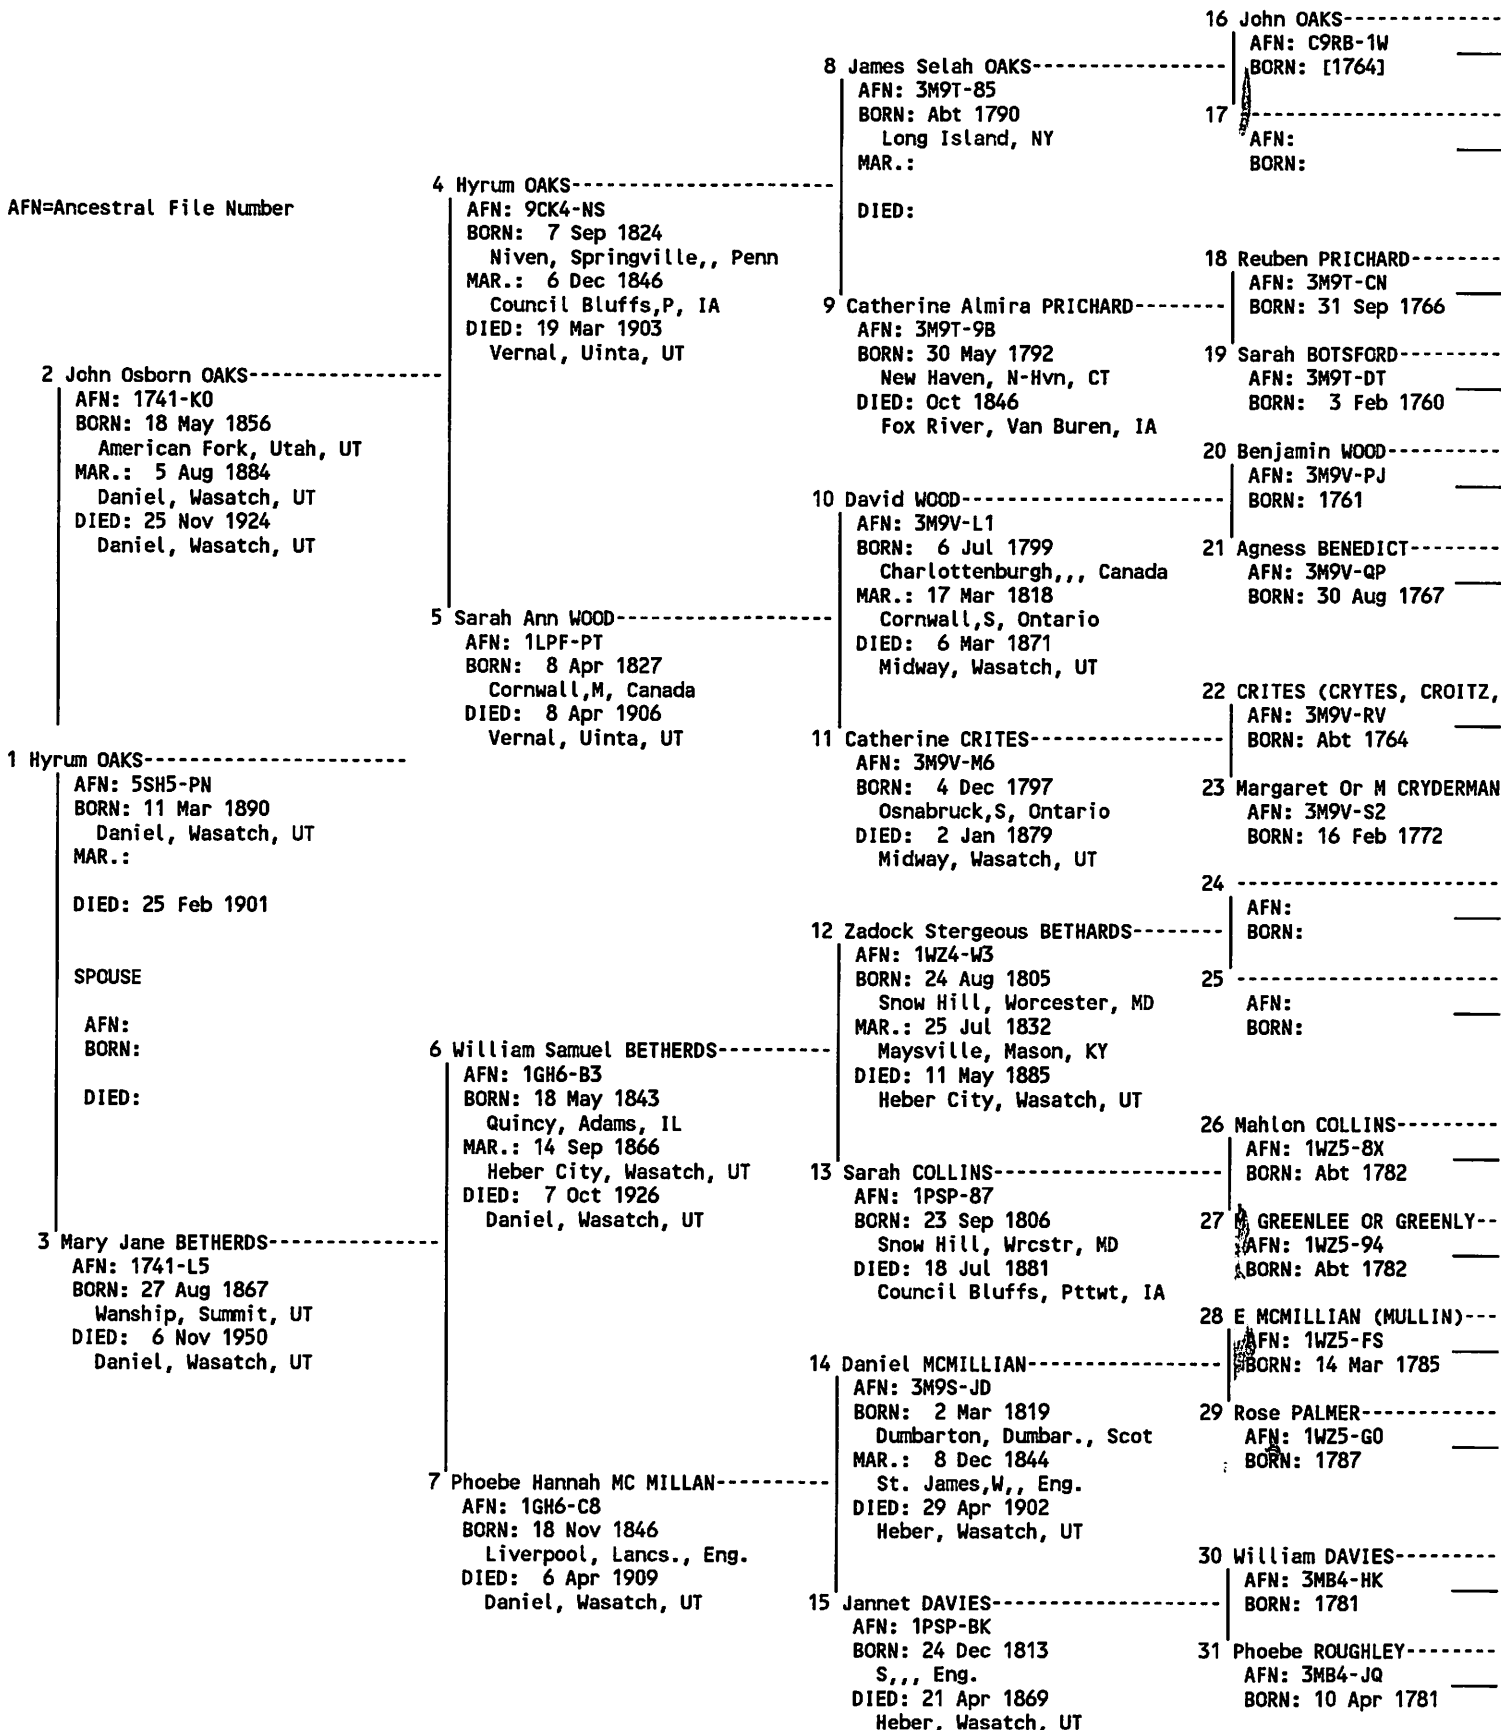 AFN=Ancestral File Number
1 Hyrum OAKS---------------------
AFN: 5SH5-PN
BORN: 11 Mar 1890
Daniel, Wasatch, UT
MAR.:
DIED: 25 Feb 1901
SPOUSE
AFN:
BORN:
DIED:
2 John Osborn OAKS----------------
AFN: 1741-K0
BORN: 18 May 1856
American Fork, Utah, UT
MAR.: 5 Aug 1884
Daniel, Wasatch, UT
DIED: 25 Nov 1924
Daniel, Wasatch, UT
3 Mary Jane BETHERDS--------------
AFN: 1741-L5
BORN: 27 Aug 1867
Wanship, Summit, UT
DIED: 6 Nov 1950
Daniel, Wasatch, UT
4 Hyrum OAKS----------------------
AFN: 9CK4-NS
BORN: 7 Sep 1824
Niven, Springville,, Penn
MAR.: 6 Dec 1846
Council Bluffs,P, IA
DIED: 19 Mar 1903
Vernal, Uinta, UT
5 Sarah Ann WOOD------------------
AFN: 1LPF-PT
BORN: 8 Apr 1827
Cornwall,M, Canada
DIED: 8 Apr 1906
Vernal, Uinta, UT
6 William Samuel BETHERDS---------
AFN: 1GH6-B3
BORN: 18 May 1843
Quincy, Adams, IL
MAR.: 14 Sep 1866
Heber City, Wasatch, UT
DIED: 7 Oct 1926
Daniel, Wasatch, UT
7 Phoebe Hannah MC MILLAN---------
AFN: 1GH6-C8
BORN: 18 Nov 1846
Liverpool, Lancs., Eng.
DIED: 6 Apr 1909
Daniel, Wasatch, UT
8 James Selah OAKS----------------
AFN: 3M9T-85
BORN: Abt 1790
Long Island, NY
MAR.:
DIED:
9 Catherine Almira PRICHARD-------
AFN: 3M9T-9B
BORN: 30 May 1792
New Haven, N-Hvn, CT
DIED: Oct 1846
Fox River, Van Buren, IA
10 David WOOD----------------------
AFN: 3M9V-L1
BORN: 6 Jul 1799
Charlottenburgh,,, Canada
MAR.: 17 Mar 1818
Cornwall,S, Ontario
DIED: 6 Mar 1871
Midway, Wasatch, UT
11 Catherine CRITES----------------
AFN: 3M9V-M6
BORN: 4 Dec 1797
Osnabruck,S, Ontario
DIED: 2 Jan 1879
Midway, Wasatch, UT
12 Zadock Stergeous BETHARDS-------
AFN: 1WZ4-W3
BORN: 24 Aug 1805
Snow Hill, Worcester, MD
MAR.: 25 Jul 1832
Maysville, Mason, KY
DIED: 11 May 1885
Heber City, Wasatch, UT
13 Sarah COLLINS-------------------
AFN: 1PSP-87
BORN: 23 Sep 1806
Snow Hill, Wrcstr, MD
DIED: 18 Jul 1881
Council Bluffs, Pttwt, IA
14 Daniel MCMILLIAN----------------
AFN: 3M9S-JD
BORN: 2 Mar 1819
Dumbarton, Dumbar., Scot
MAR.: 8 Dec 1844
St. James,W,, Eng.
DIED: 29 Apr 1902
Heber, Wasatch, UT
15 Jannet DAVIES-------------------
AFN: 1PSP-BK
BORN: 24 Dec 1813
S,,, Eng.
DIED: 21 Apr 1869
Heber, Wasatch, UT
16 John OAKS-------------
AFN: C9RB-1W
BORN: [1764]
17 ----------------------
AFN:
BORN:
18 Reuben PRICHARD-------
AFN: 3M9T-CN
BORN: 31 Sep 1766
19 Sarah BOTSFORD--------
AFN: 3M9T-DT
BORN: 3 Feb 1760
20 Benjamin WOOD---------
AFN: 3M9V-PJ
BORN: 1761
21 Agness BENEDICT-------
AFN: 3M9V-QP
BORN: 30 Aug 1767
22 CRITES (CRYTES, CROITZ,
AFN: 3M9V-RV
BORN: Abt 1764
23 Margaret Or M CRYDERMAN
AFN: 3M9V-S2
BORN: 16 Feb 1772
24 ----------------------
AFN:
BORN:
25 ----------------------
AFN:
BORN:
26 Mahlon COLLINS--------
AFN: 1WZ5-8X
BORN: Abt 1782
27 M GREENLEE OR GREENLY--
AFN: 1WZ5-94
BORN: Abt 1782
28 E MCMILLIAN (MULLIN)---
AFN: 1WZ5-FS
BORN: 14 Mar 1785
29 Rose PALMER-----------
AFN: 1WZ5-G0
BORN: 1787
30 William DAVIES--------
AFN: 3MB4-HK
BORN: 1781
31 Phoebe ROUGHLEY-------
AFN: 3MB4-JQ
BORN: 10 Apr 1781